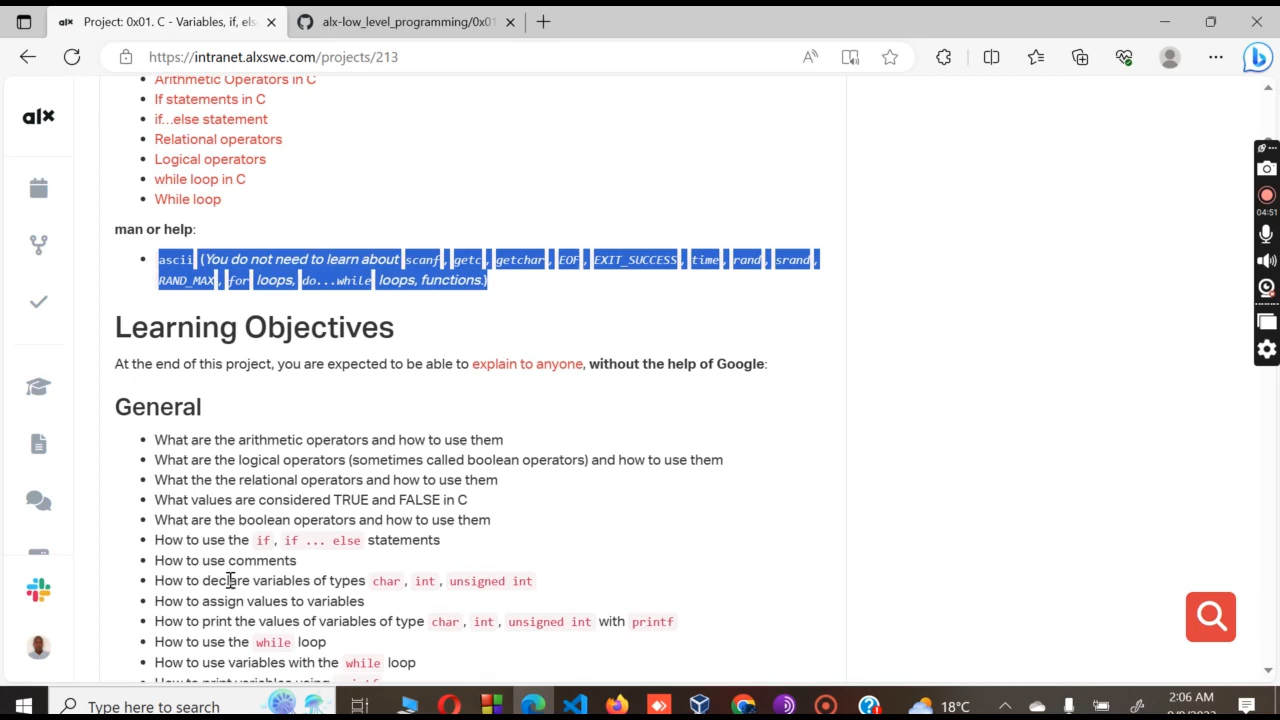 Project: 0x01. C - Variables, if, els
alx-low_level_programming/0x01
https://intranet.alxswe.com/projects/213
alx
Arithmetic Operators in C
If statements in C
if...else statement
Relational operators
Logical operators
while loop in C
While loop
man or help:
ascii (You do not need to learn about scanf, getc, getchar, EOF, EXIT_SUCCESS, time, rand, srand,
RAND_MAX, for loops, do...while loops, functions.)
Learning Objectives
At the end of this project, you are expected to be able to explain to anyone, without the help of Google:
General
What are the arithmetic operators and how to use them
What are the logical operators (sometimes called boolean operators) and how to use them
What the the relational operators and how to use them
What values are considered TRUE and FALSE in C
What are the boolean operators and how to use them
How to use the if, if ... else statements
How to use comments
How to declare variables of types char, int, unsigned int
How to assign values to variables
How to print the values of variables of type char, int, unsigned int with printf
How to use the while loop
How to use variables with the while loop
How to print variables using printf
04:51
Type here to search
18°C
2:06 AM